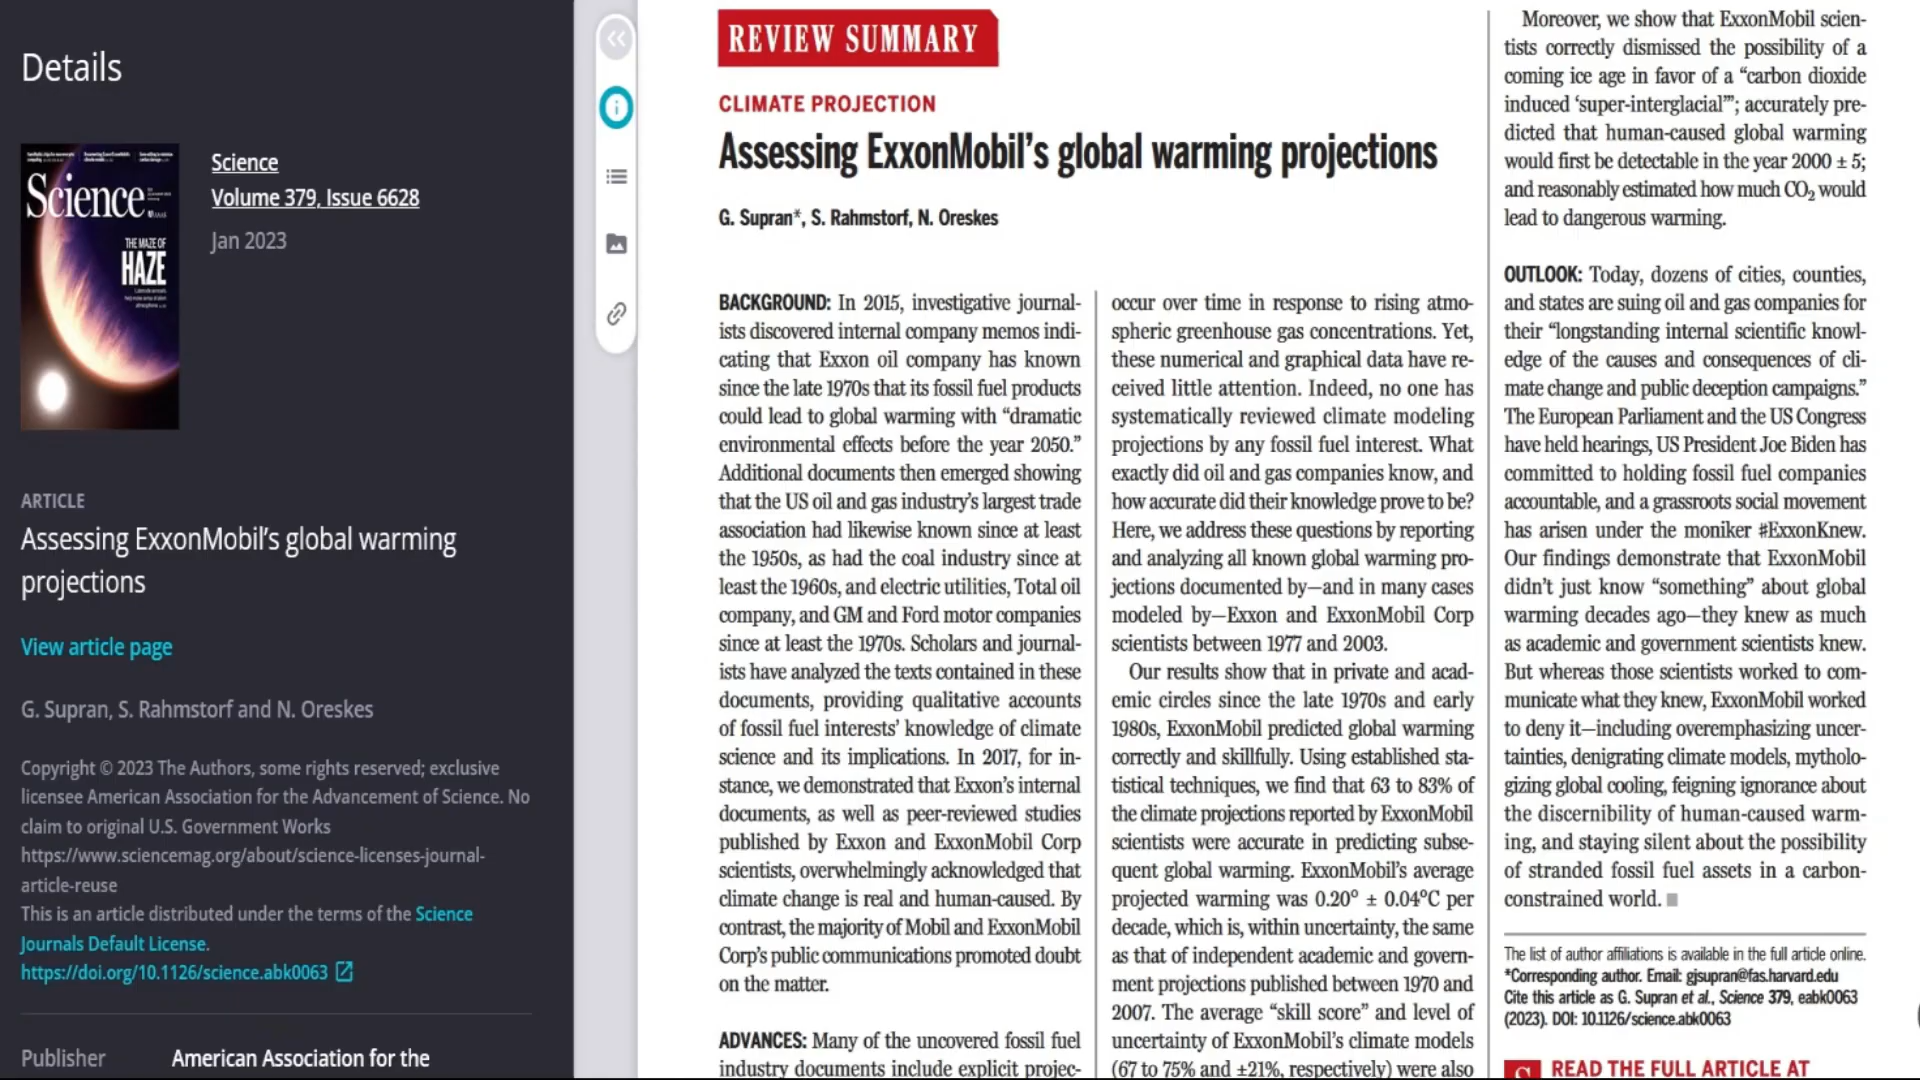 Details
Science
THE MAZE OF
HAZE
Science
Volume 379, Issue 6628
Jan 2023
ARTICLE
Assessing ExxonMobil's global warming
projections
View article page
G. Supran, S. Rahmstorf and N. Oreskes
Copyright © 2023 The Authors, some rights reserved; exclusive
licensee American Association for the Advancement of Science. No
claim to original U.S. Government Works
https://www.sciencemag.org/about/science-licenses-journal-
article-reuse
This is an article distributed under the terms of the Science
Journals Default License.
https://doi.org/10.1126/science.abk0063
Publisher American Association for the
REVIEW SUMMARY
CLIMATE PROJECTION
Assessing ExxonMobil's global warming projections
G. Supran*, S. Rahmstorf, N. Oreskes
BACKGROUND: In 2015, investigative journal-
ists discovered internal company memos indi-
cating that Exxon oil company has known
since the late 1970s that its fossil fuel products
could lead to global warming with “dramatic
environmental effects before the year 2050.”
Additional documents then emerged showing
that the US oil and gas industry's largest trade
association had likewise known since at least
the 1950s, as had the coal industry since at
least the 1960s, and electric utilities, Total oil
company, and GM and Ford motor companies
since at least the 1970s. Scholars and journal-
ists have analyzed the texts contained in these
documents, providing qualitative accounts
of fossil fuel interests' knowledge of climate
science and its implications. In 2017, for in-
stance, we demonstrated that Exxon's internal
documents, as well as peer-reviewed studies
published by Exxon and ExxonMobil Corp
scientists, overwhelmingly acknowledged that
climate change is real and human-caused. By
contrast, the majority of Mobil and ExxonMobil
Corp's public communications promoted doubt
on the matter.
ADVANCES: Many of the uncovered fossil fuel
industry documents include explicit projec-
occur over time in response to rising atmo-
spheric greenhouse gas concentrations. Yet,
these numerical and graphical data have re-
ceived little attention. Indeed, no one has
systematically reviewed climate modeling
projections by any fossil fuel interest. What
exactly did oil and gas companies know, and
how accurate did their knowledge prove to be?
Here, we address these questions by reporting
and analyzing all known global warming pro-
jections documented by—and in many cases
modeled by—Exxon and ExxonMobil Corp
scientists between 1977 and 2003.
Our results show that in private and acad-
emic circles since the late 1970s and early
1980s, ExxonMobil predicted global warming
correctly and skillfully. Using established sta-
tistical techniques, we find that 63 to 83% of
the climate projections reported by ExxonMobil
scientists were accurate in predicting subse-
quent global warming. ExxonMobil's average
projected warming was 0.20° ± 0.04°C per
decade, which is, within uncertainty, the same
as that of independent academic and govern-
ment projections published between 1970 and
2007. The average “skill score” and level of
uncertainty of ExxonMobil's climate models
(67 to 75% and ±21%, respectively) were also
Moreover, we show that ExxonMobil scien-
tists correctly dismissed the possibility of a
coming ice age in favor of a “carbon dioxide
induced ‘super-interglacial’”; accurately pre-
dicted that human-caused global warming
would first be detectable in the year 2000 ± 5;
and reasonably estimated how much CO₂ would
lead to dangerous warming.
OUTLOOK: Today, dozens of cities, counties,
and states are suing oil and gas companies for
their “longstanding internal scientific knowl-
edge of the causes and consequences of cli-
mate change and public deception campaigns.”
The European Parliament and the US Congress
have held hearings, US President Joe Biden has
committed to holding fossil fuel companies
accountable, and a grassroots social movement
has arisen under the moniker #ExxonKnew.
Our findings demonstrate that ExxonMobil
didn't just know “something” about global
warming decades ago—they knew as much
as academic and government scientists knew.
But whereas those scientists worked to com-
municate what they knew, ExxonMobil worked
to deny it—including overemphasizing uncer-
tainties, denigrating climate models, mytholo-
gizing global cooling, feigning ignorance about
the discernibility of human-caused warm-
ing, and staying silent about the possibility
of stranded fossil fuel assets in a carbon-
constrained world. ■
The list of author affiliations is available in the full article online.
*Corresponding author. Email: gjsupran@fas.harvard.edu
Cite this article as G. Supran et al., Science 379, eabk0063
(2023). DOI: 10.1126/science.abk0063
S READ THE FULL ARTICLE AT